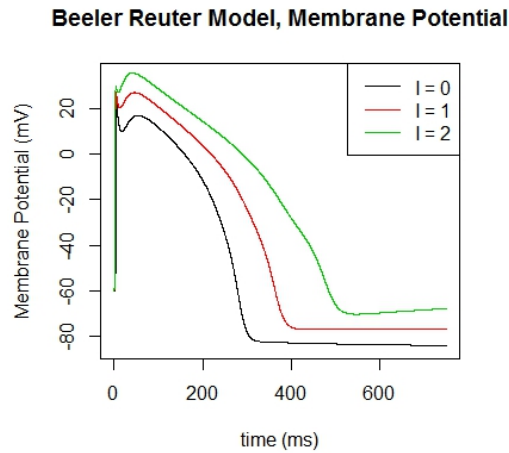 Beeler Reuter Model, Membrane Potential
I = 0
I = 1
I = 2
Membrane Potential (mV)
20
0
-20
-40
-60
-80
0 200 400 600
time (ms)